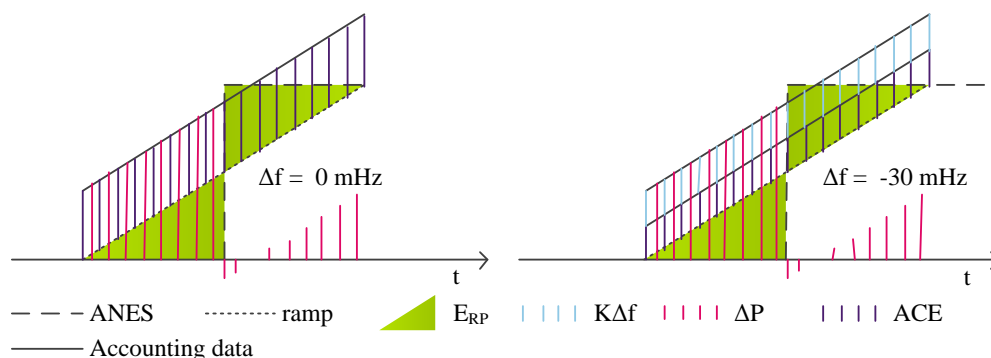 Δf = 0 mHz
Δf = -30 mHz
t
t
ANES
ramp
E_RP
KΔf
ΔP
ACE
Accounting data